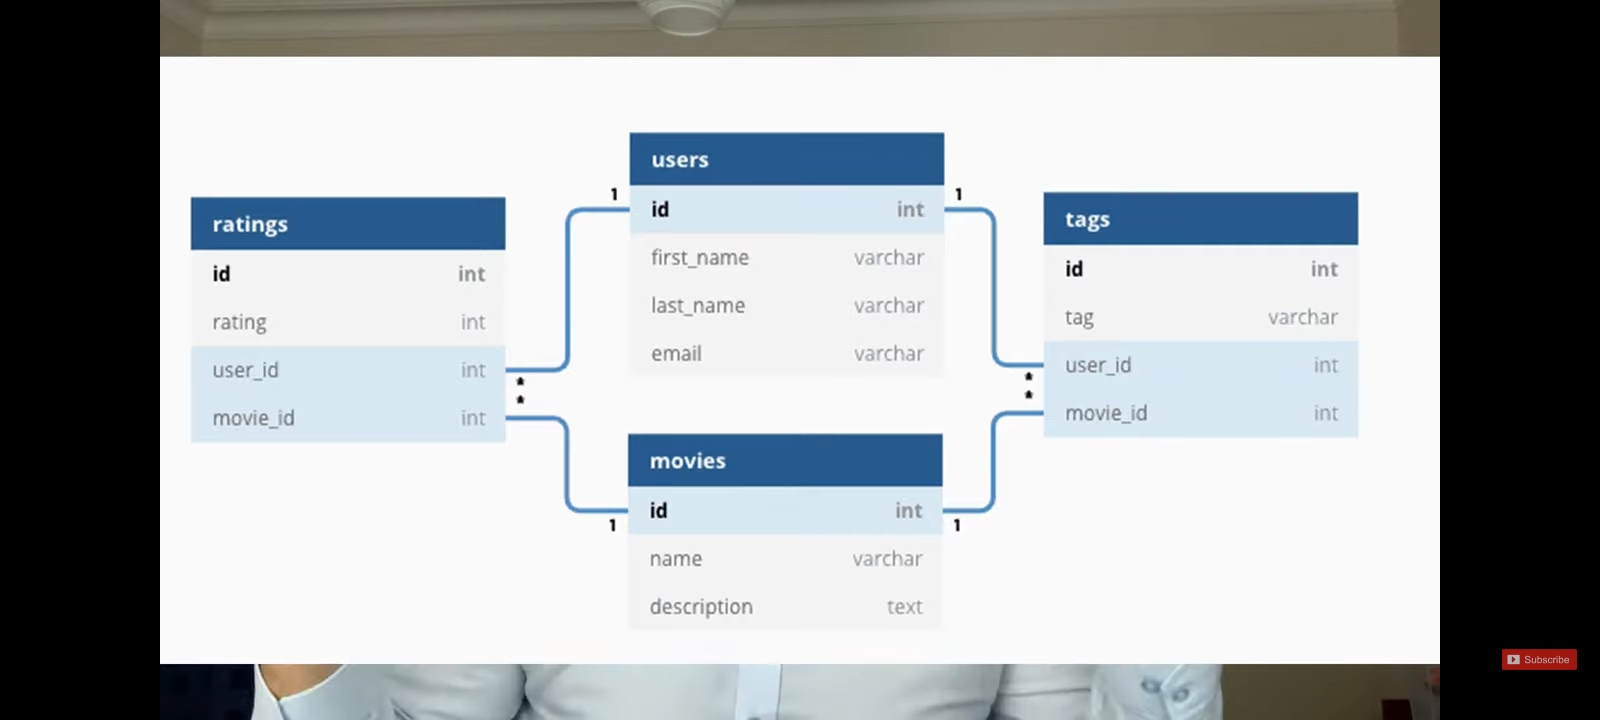 ratings
id int
rating int
user_id int
movie_id int
1
*
*
1
users
id int
first_name varchar
last_name varchar
email varchar
movies
id int
name varchar
description text
1
*
*
1
tags
id int
tag varchar
user_id int
movie_id int
Subscribe